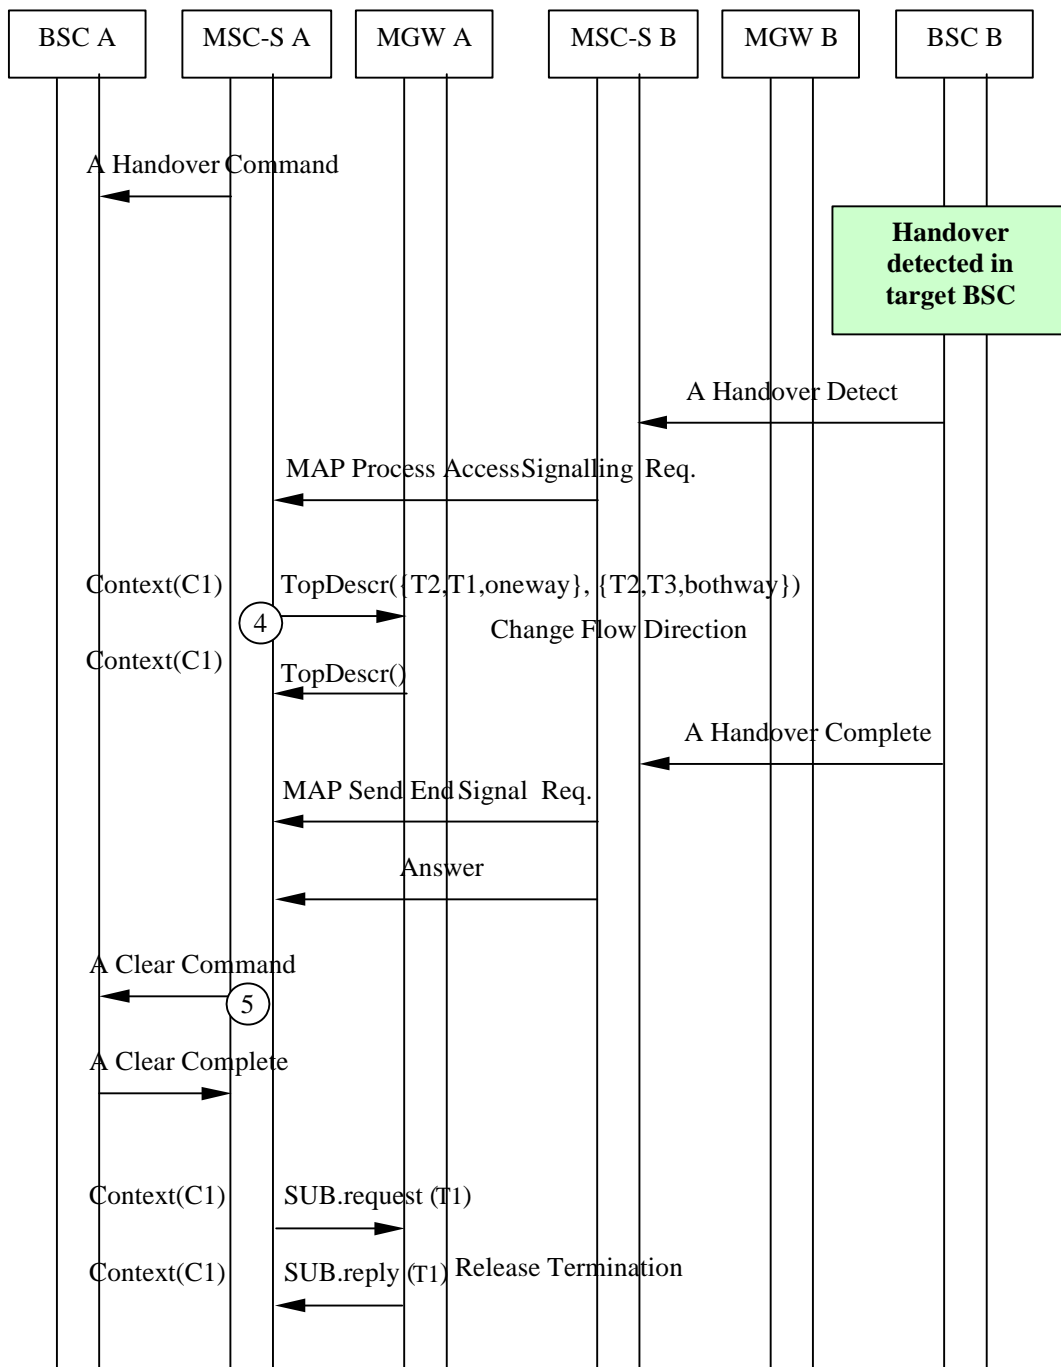 BSC A MSC-S A MGW A MSC-S B MGW B BSC B
A Handover Command
Handover
detected in
target BSC
A Handover Detect
MAP Process Access Signalling Req.
Context(C1) TopDescr({T2,T1,oneway}, {T2,T3,bothway})
4
Change Flow Direction
Context(C1) TopDescr()
A Handover Complete
MAP Send End Signal Req.
Answer
A Clear Command
5
A Clear Complete
Context(C1) SUB.request (T1)
Context(C1) SUB.reply (T1) Release Termination